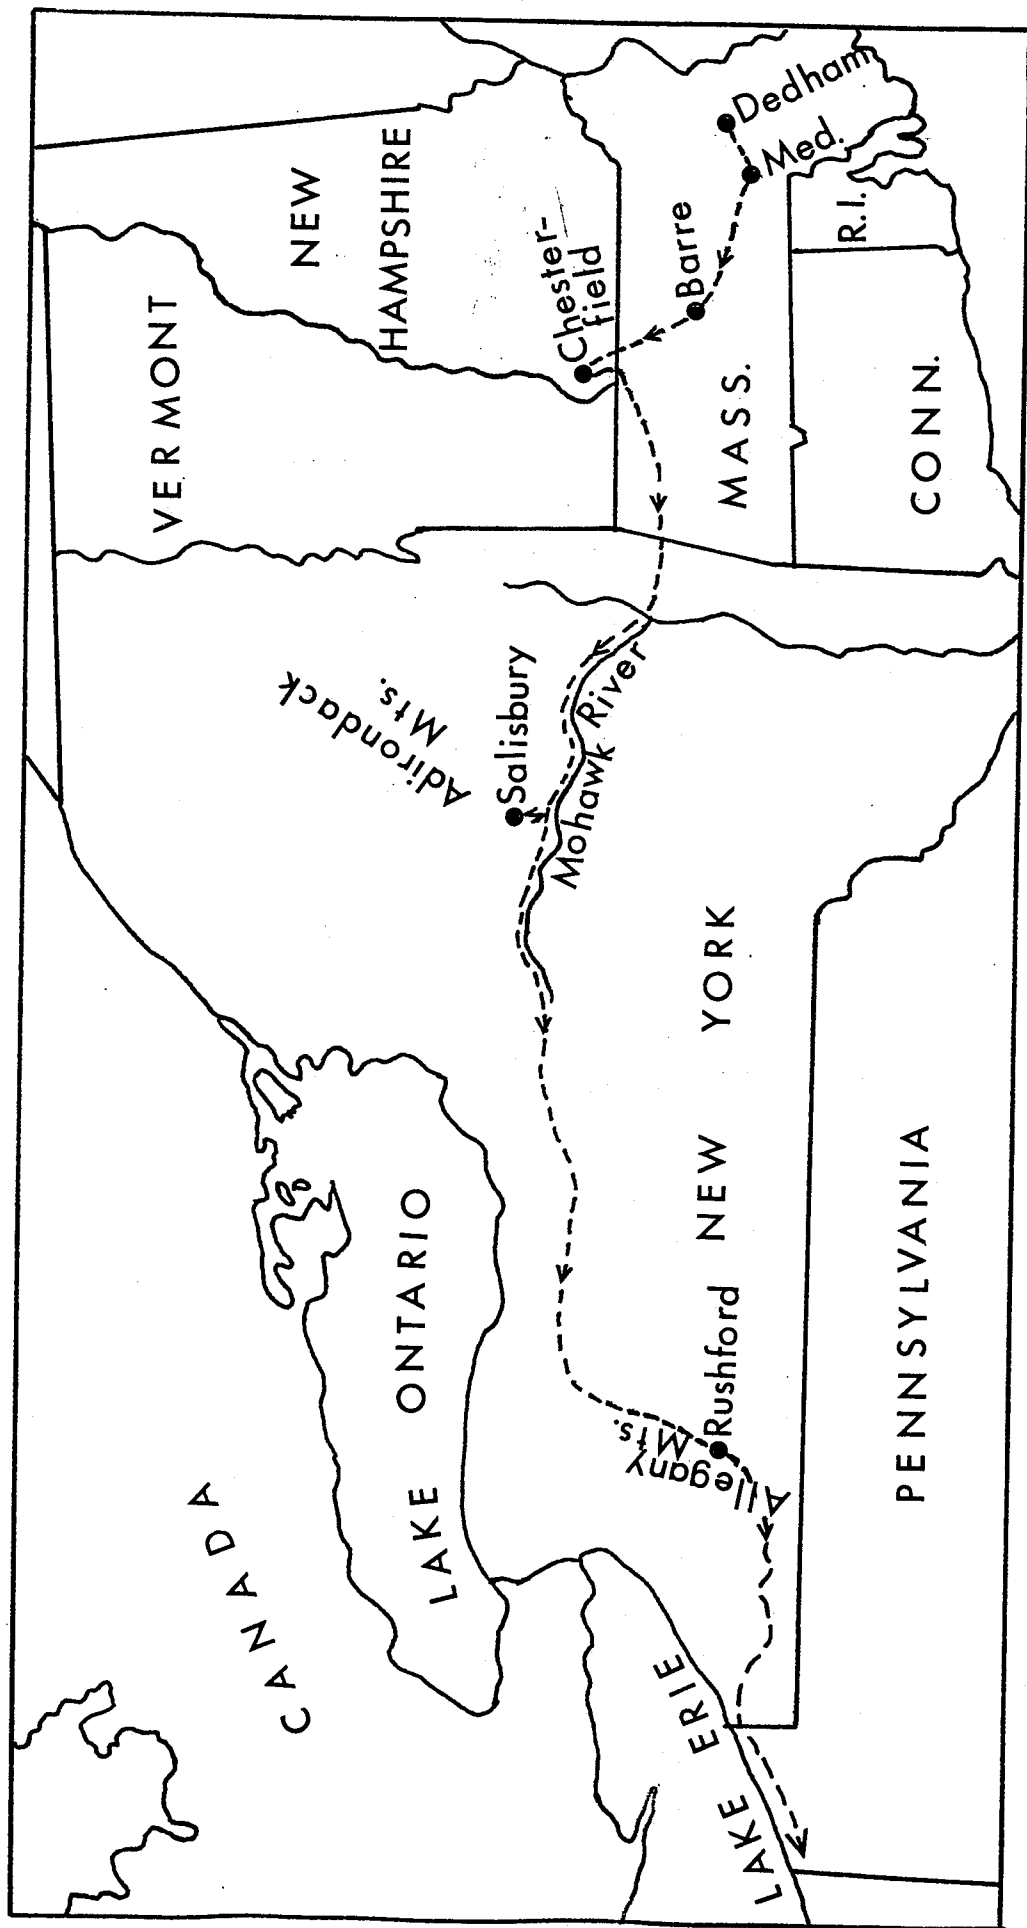 CANADA
VERMONT
NEW
HAMPSHIRE
Adirondack
Mts.
LAKE ONTARIO
Salisbury
Chester-
field
Mohawk River
LAKE ERIE
Allegany
Mts.
Rushford
NEW YORK
MASS.
Barre
Med.
Dedham
PENNSYLVANIA
CONN.
R.I.